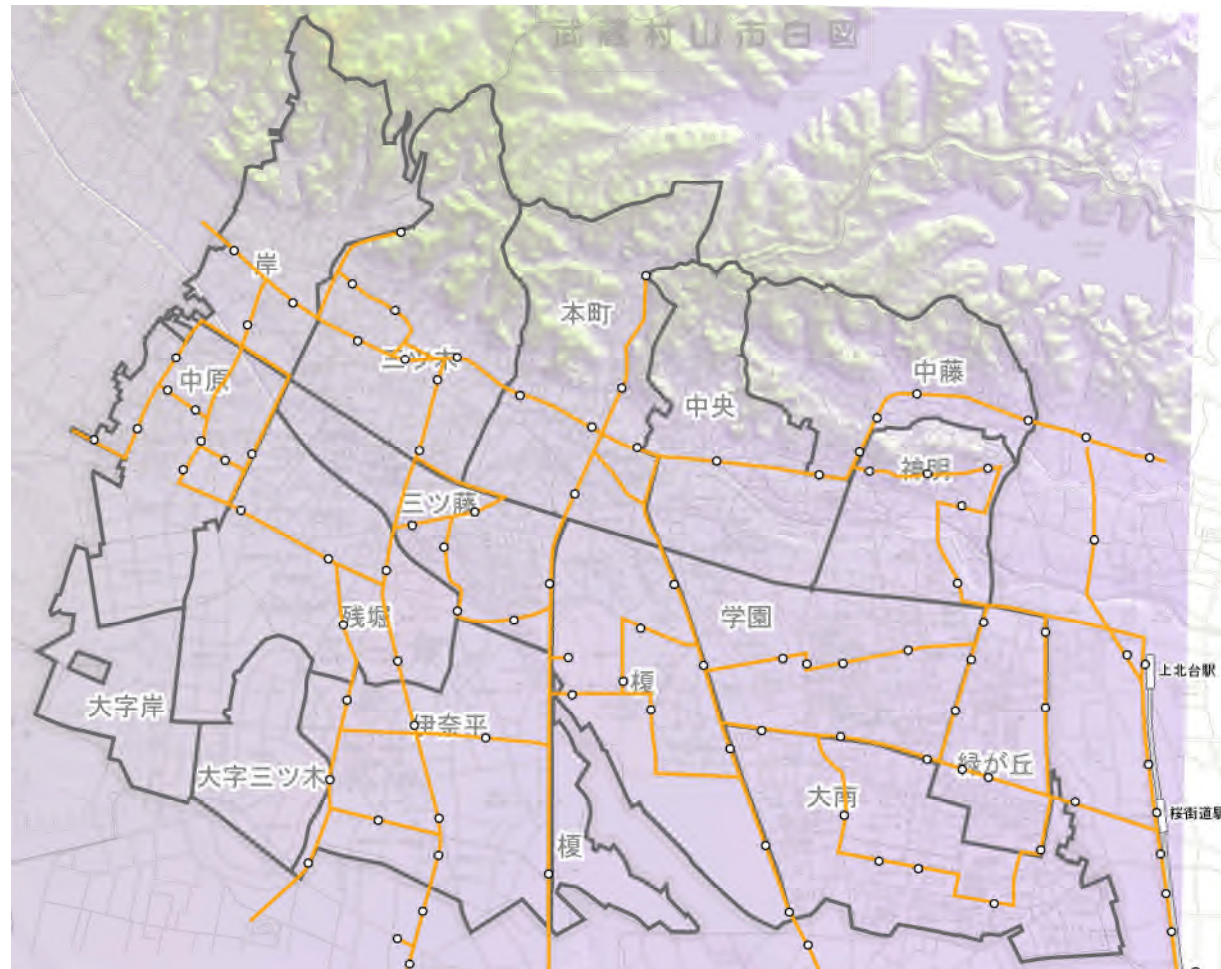 武蔵村山市白図
岸
本町
三ツ木
中原
中藤
中央
神明
三ツ藤
残堀
学園
上北台駅
榎
大字岸
伊奈平
緑が丘
大字三ツ木
大南
桜街道駅
榎